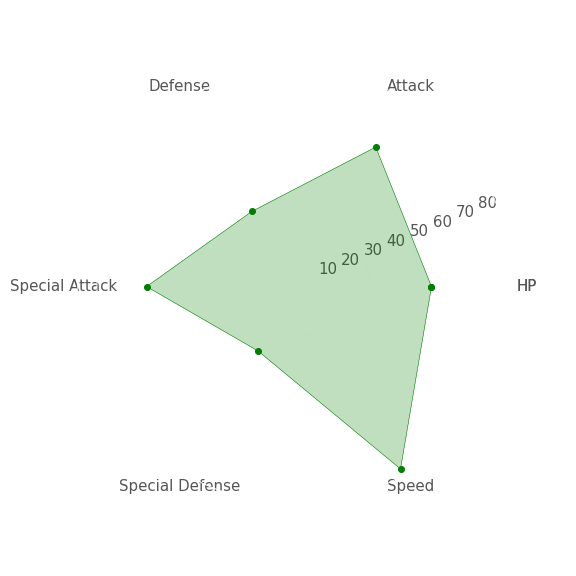 Defense
Attack
80
70
60
50
40
30
20
10
Special Attack
HP
Special Defense
Speed